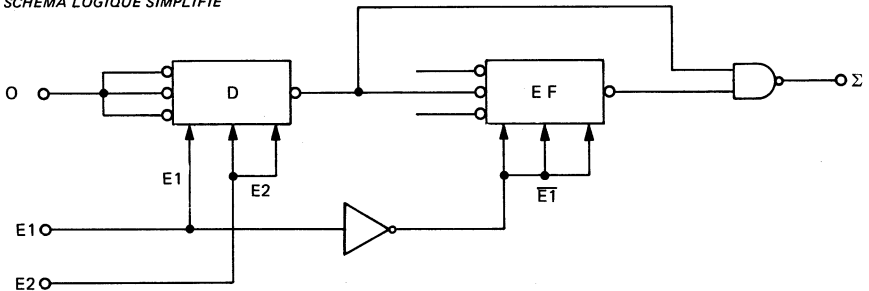 SCHEMA LOGIQUE SIMPLIFIE
O
D
E F
Σ
E1
E2
E1
E1
E2